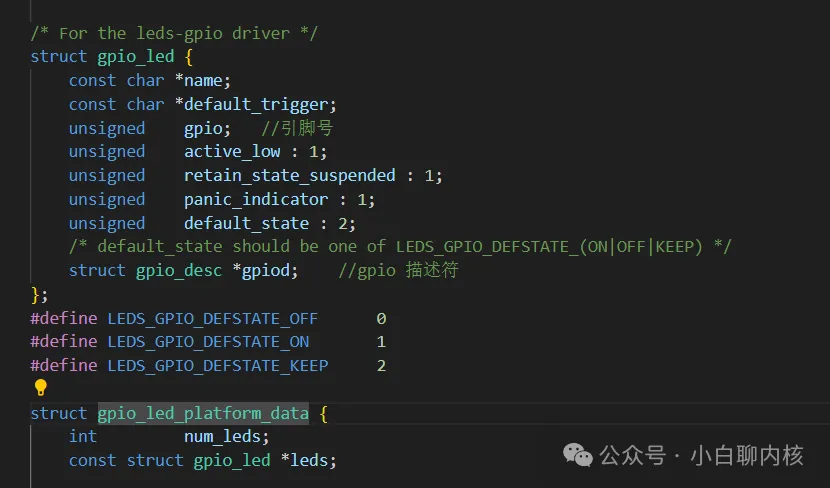 /* For the leds-gpio driver */
struct gpio_led {
    const char *name;
    const char *default_trigger;
    unsigned    gpio;   //引脚号
    unsigned    active_low : 1;
    unsigned    retain_state_suspended : 1;
    unsigned    panic_indicator : 1;
    unsigned    default_state : 2;
    /* default_state should be one of LEDS_GPIO_DEFSTATE_(ON|OFF|KEEP) */
    struct gpio_desc *gpiod;    //gpio 描述符
};
#define LEDS_GPIO_DEFSTATE_OFF      0
#define LEDS_GPIO_DEFSTATE_ON       1
#define LEDS_GPIO_DEFSTATE_KEEP     2
struct gpio_led_platform_data {
    int         num_leds;
    const struct gpio_led *leds;
公众号 · 小白聊内核